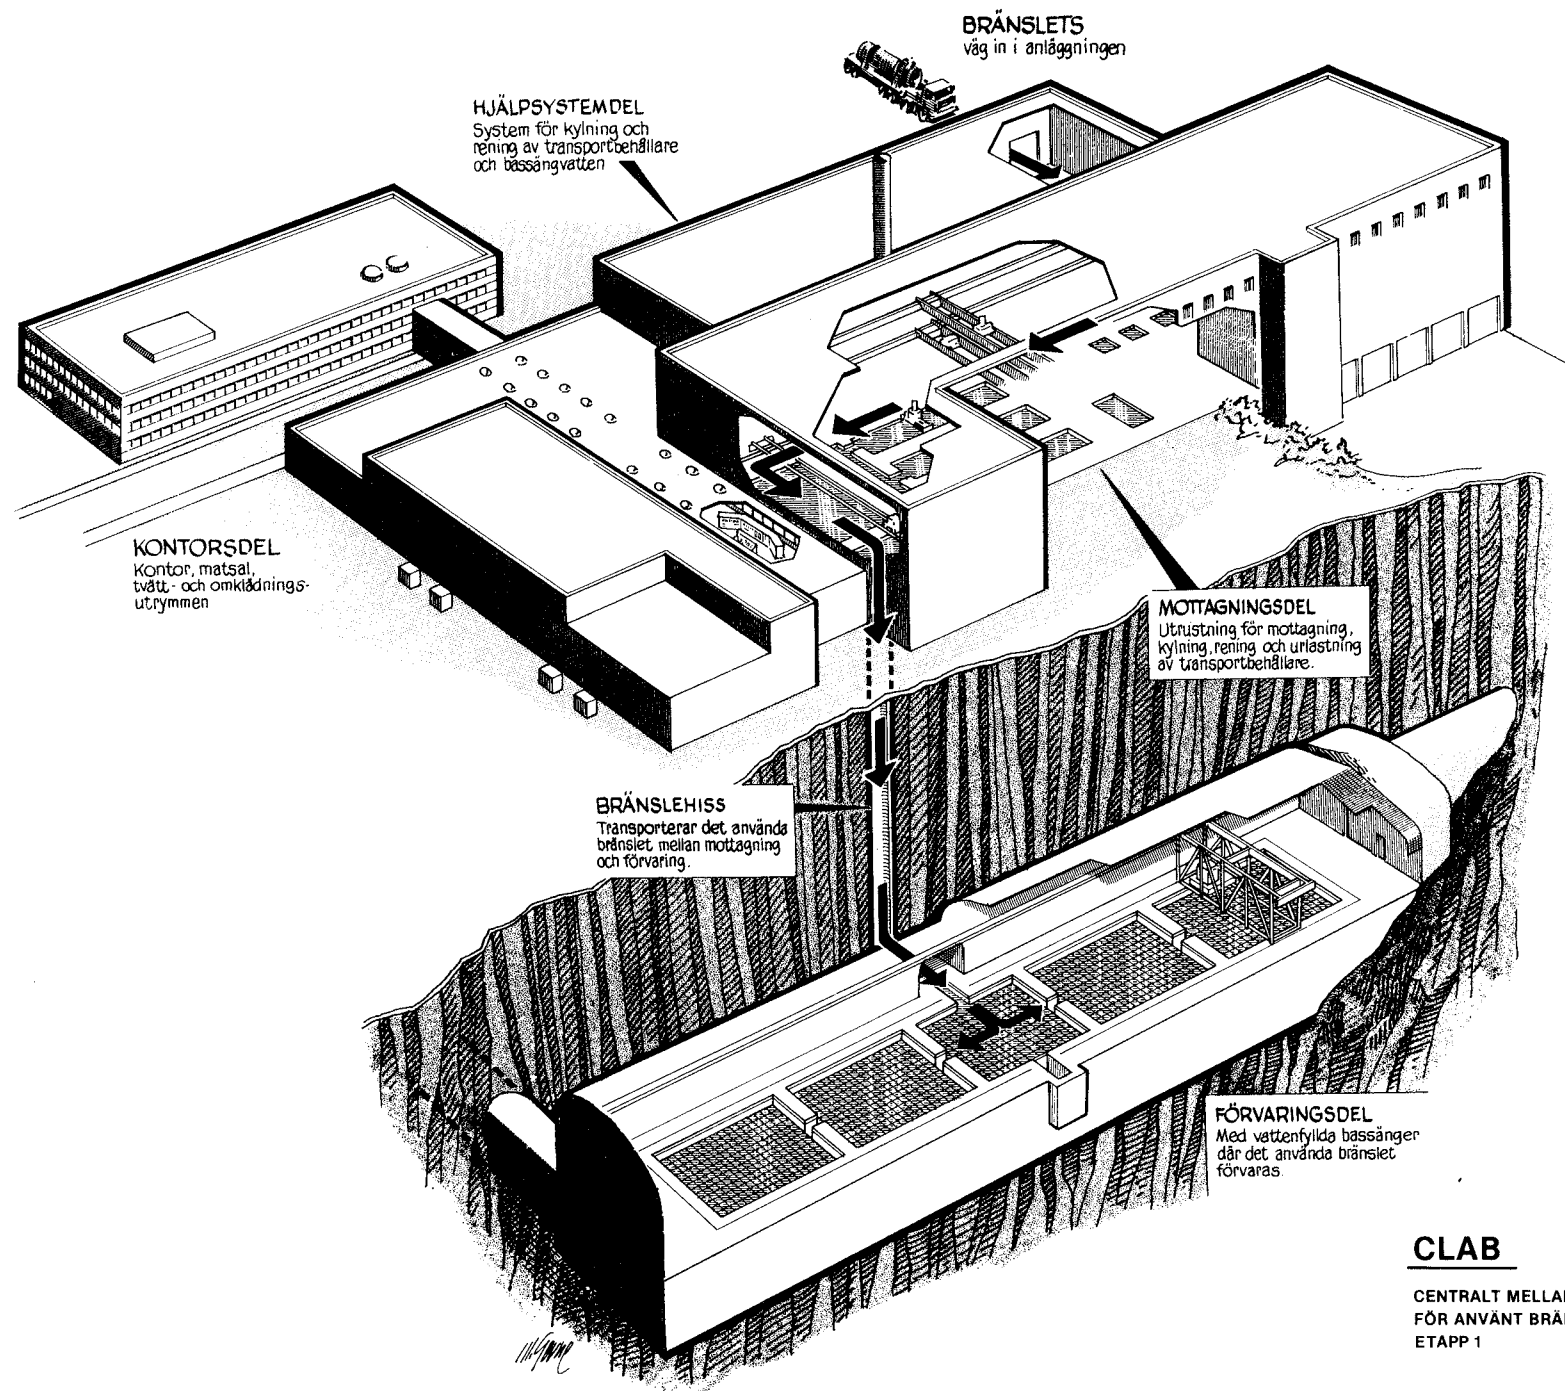 BRÄNSLETS
väg in i anläggningen
HJÄLPSYSTEMDEL
System för kylning och
rening av transportbehållare
och bassängvatten
KONTORSDEL
Kontor, matsal,
tvätt- och omklädnings-
utrymmen
MOTTAGNINGSDEL
Utrustning för mottagning,
kylning, rening och urlastning
av transportbehållare.
BRÄNSLEHISS
Transporterar det använda
bränslet mellan mottagning
och förvaring.
FÖRVARINGSDEL
Med vattenfyllda bassänger
där det använda bränslet
förvaras.
CLAB
CENTRALT
FÖR ANVÄNT
ETAPP 1